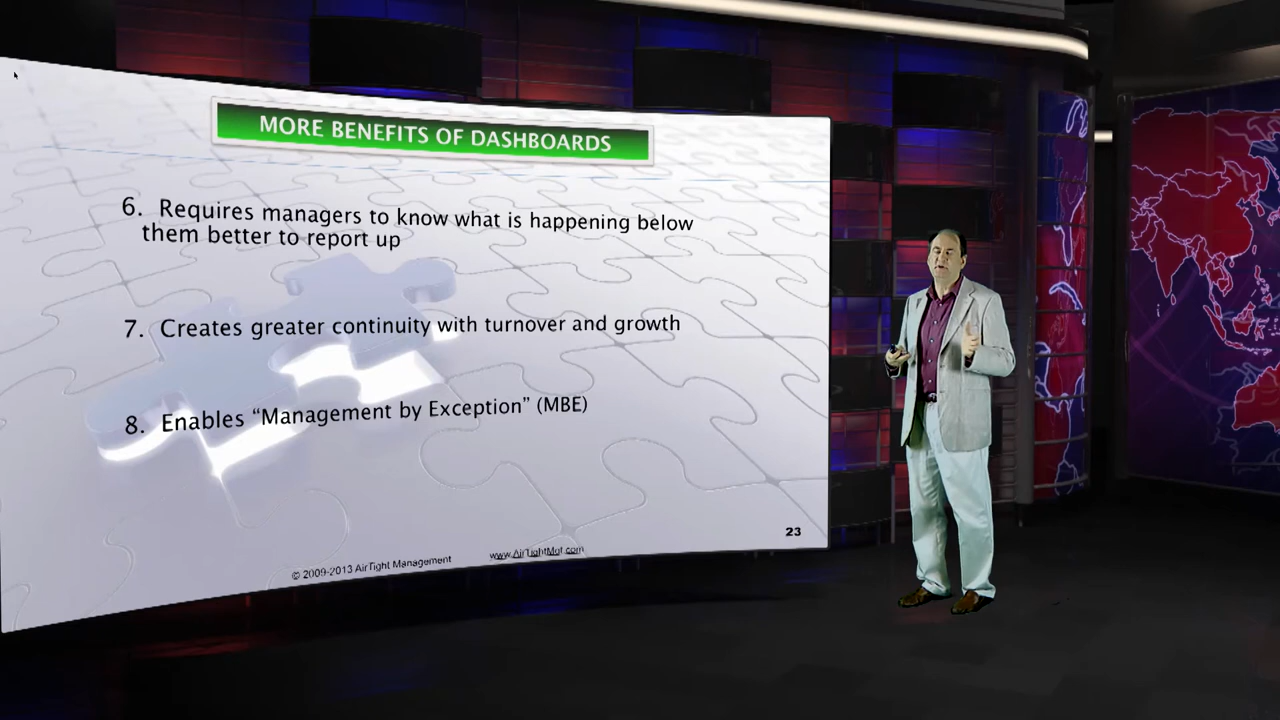 MORE BENEFITS OF DASHBOARDS
6. Requires managers to know what is happening below
them better to report up
7. Creates greater continuity with turnover and growth
8. Enables “Management by Exception” (MBE)
23
© 2009-2013 AirTight Management
www.AirTightMgt.com